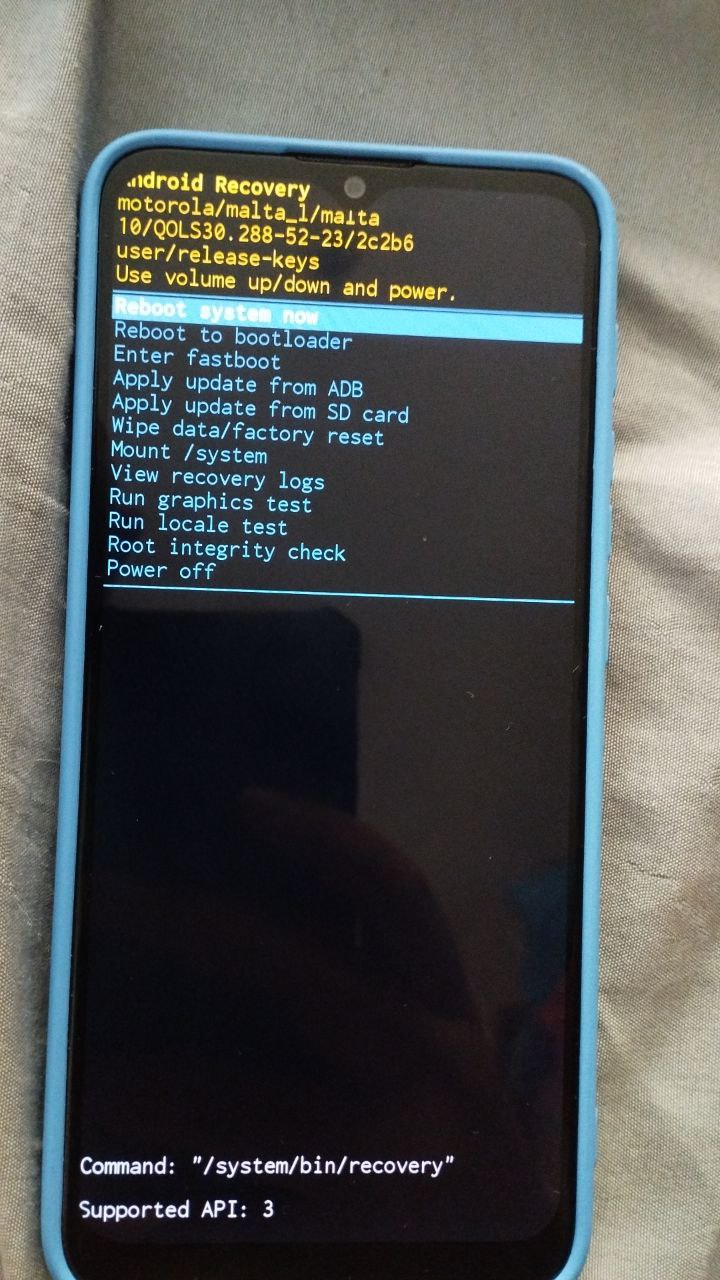 Android Recovery
motorola/malta_l/malta
10/QOLS30.288-52-23/2c2b6
user/release-keys
Use volume up/down and power.
Reboot system now
Reboot to bootloader
Enter fastboot
Apply update from ADB
Apply update from SD card
Wipe data/factory reset
Mount /system
View recovery logs
Run graphics test
Run locale test
Root integrity check
Power off
Command: "/system/bin/recovery"
Supported API: 3